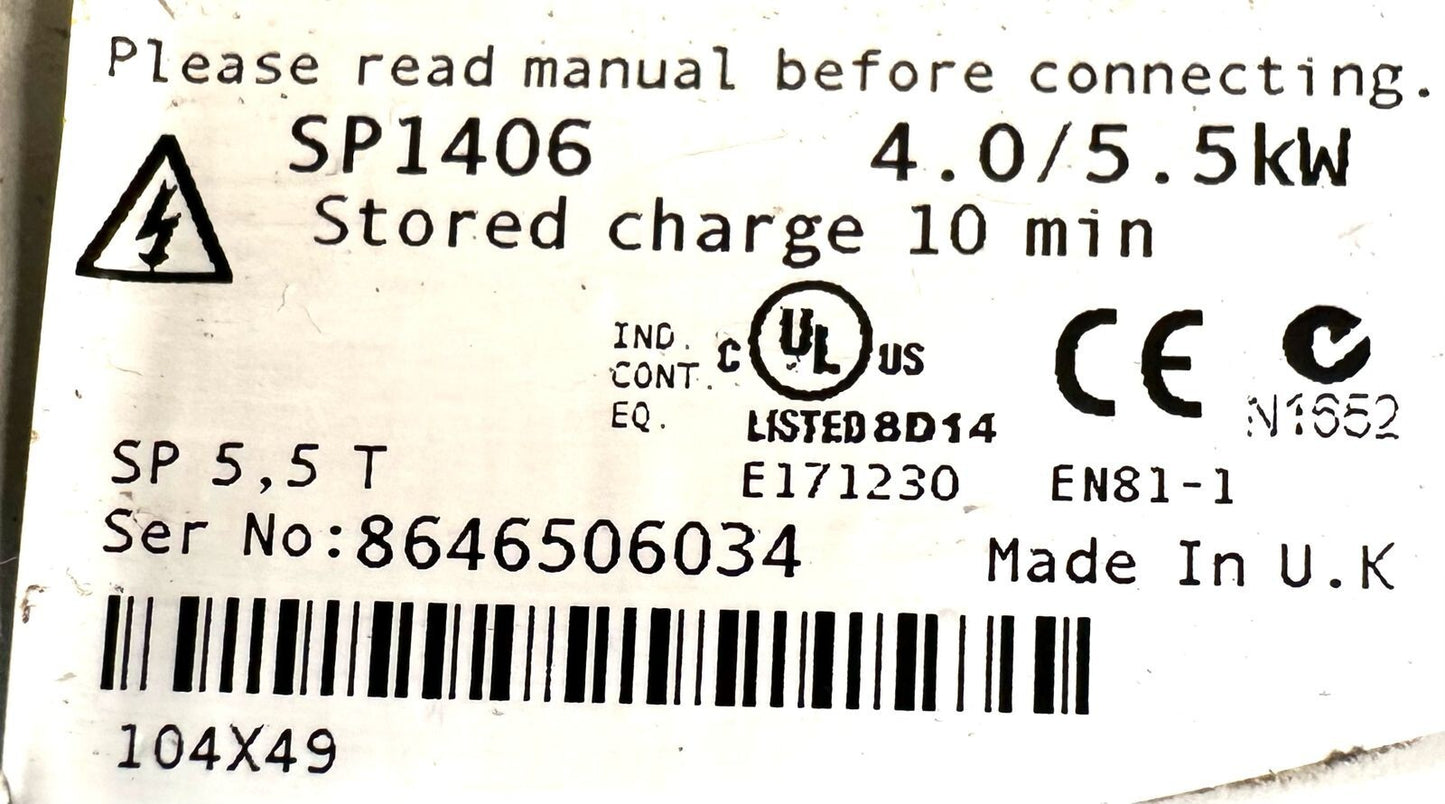 Please read manual before connecting.
SP1406 4.0/5.5kW
Stored charge 10 min
IND.
CONT.
EQ.
C UL US
LISTED 8D14
CE
N1652
SP 5,5 T
E171230 EN81-1
Ser No:8646506034
Made In U.K
104X49